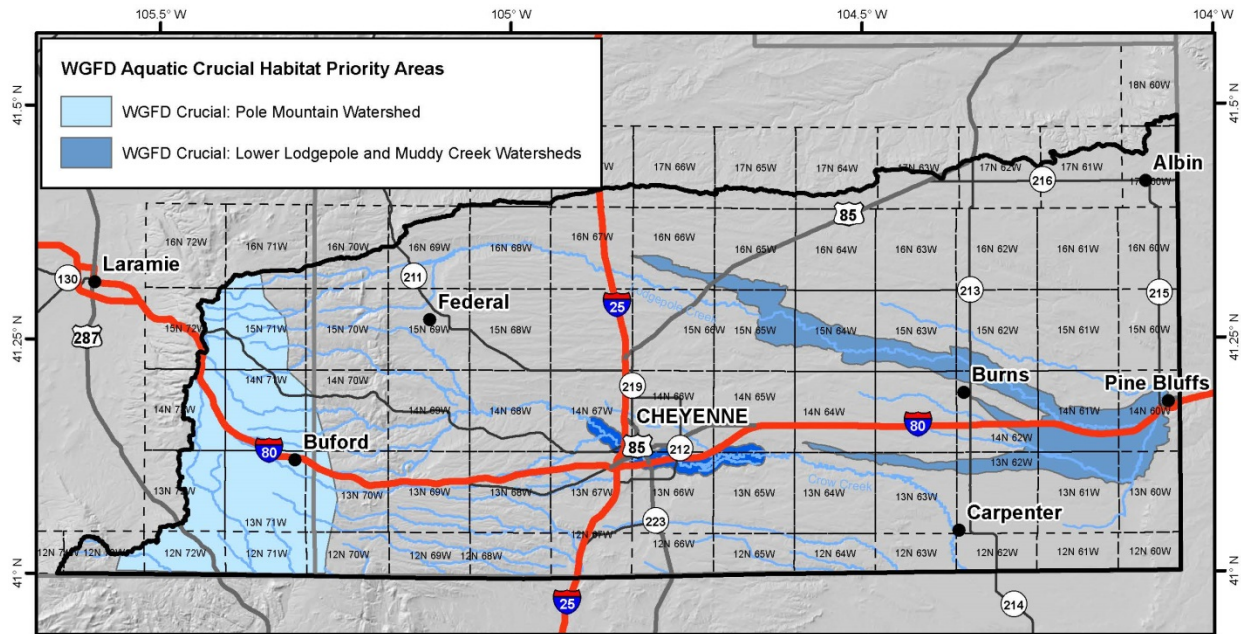 105.5° W 105° W 104.5° W 104° W
WGFD Aquatic Crucial Habitat Priority Areas
WGFD Crucial: Pole Mountain Watershed
WGFD Crucial: Lower Lodgepole and Muddy Creek Watersheds
41.5° N 41.5° N
18N 60W
17N 66W 17N 65W 17N 64W 17N 63W 17N 62W 17N 61W
Albin
216
85
16N 72W 16N 71W 16N 70W 16N 69W 16N 68W 16N 67W 16N 66W 16N 65W 16N 64W 16N 63W 16N 62W 16N 61W 16N 60W
130 Laramie 211 213 215
Federal 25 Lodgepole Creek
287
15N 72W 15N 71W 15N 70W 15N 69W 15N 68W 15N 66W 15N 65W 15N 64W 15N 63W 15N 62W 15N 61W 15N 60W
41.25° N 41.25° N
14N 71W 14N 70W 219 Burns Pine Bluffs
14N 69W 14N 68W 14N 67W 14N 66W 14N 65W 14N 64W 14N 61W 14N 60W
CHEYENNE
80 Buford 85 212 80 14N 62W
13N 62W
13N 70W 13N 69W 13N 68W 13N 67W 13N 66W 13N 65W 13N 64W 13N 63W 13N 61W 13N 60W
Crow Creek
13N 71W 223 Carpenter
12N 72W 12N 71W 12N 70W 12N 69W 12N 68W 12N 66W 12N 65W 12N 64W 12N 63W 12N 62W 12N 61W 12N 60W
41° N 41° N
25 214